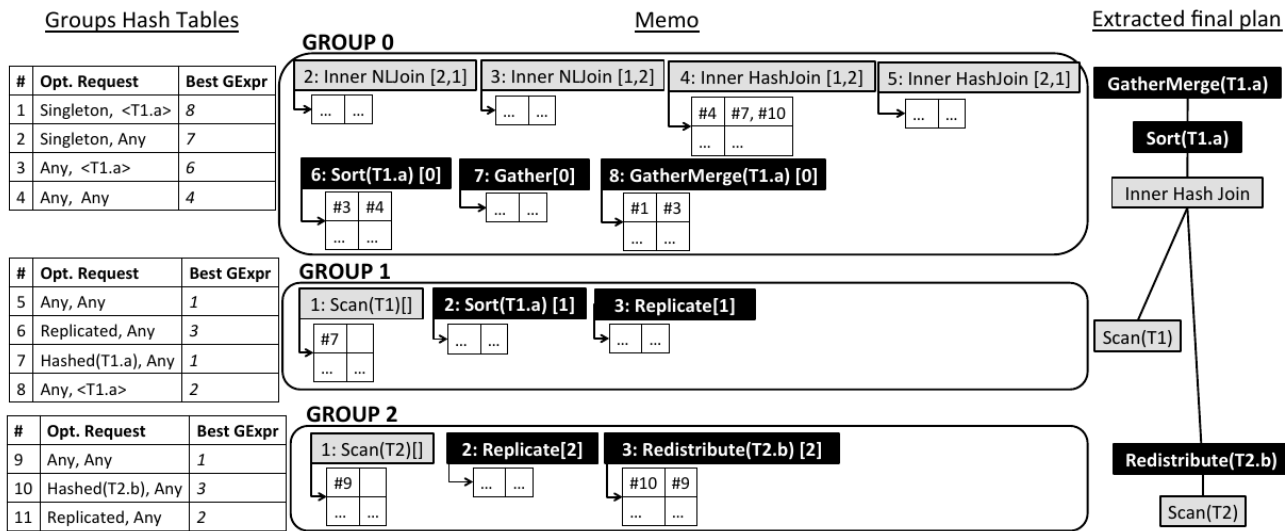 Groups Hash Tables
Memo
Extracted final plan
# Opt. Request Best GExpr
1 Singleton, <T1.a> 8
2 Singleton, Any 7
3 Any, <T1.a> 6
4 Any, Any 4
GROUP 0
2: Inner NLJoin [2,1]
... ...
3: Inner NLJoin [1,2]
... ...
4: Inner HashJoin [1,2]
#4 #7, #10
... ...
5: Inner HashJoin [2,1]
... ...
6: Sort(T1.a) [0]
#3 #4
... ...
7: Gather[0]
... ...
8: GatherMerge(T1.a) [0]
#1 #3
... ...
# Opt. Request Best GExpr
5 Any, Any 1
6 Replicated, Any 3
7 Hashed(T1.a), Any 1
8 Any, <T1.a> 2
GROUP 1
1: Scan(T1)[]
#7
... ...
2: Sort(T1.a) [1]
... ...
3: Replicate[1]
... ...
# Opt. Request Best GExpr
9 Any, Any 1
10 Hashed(T2.b), Any 3
11 Replicated, Any 2
GROUP 2
1: Scan(T2)[]
#9
... ...
2: Replicate[2]
... ...
3: Redistribute(T2.b) [2]
#10 #9
... ...
GatherMerge(T1.a)
Sort(T1.a)
Inner Hash Join
Scan(T1)
Redistribute(T2.b)
Scan(T2)